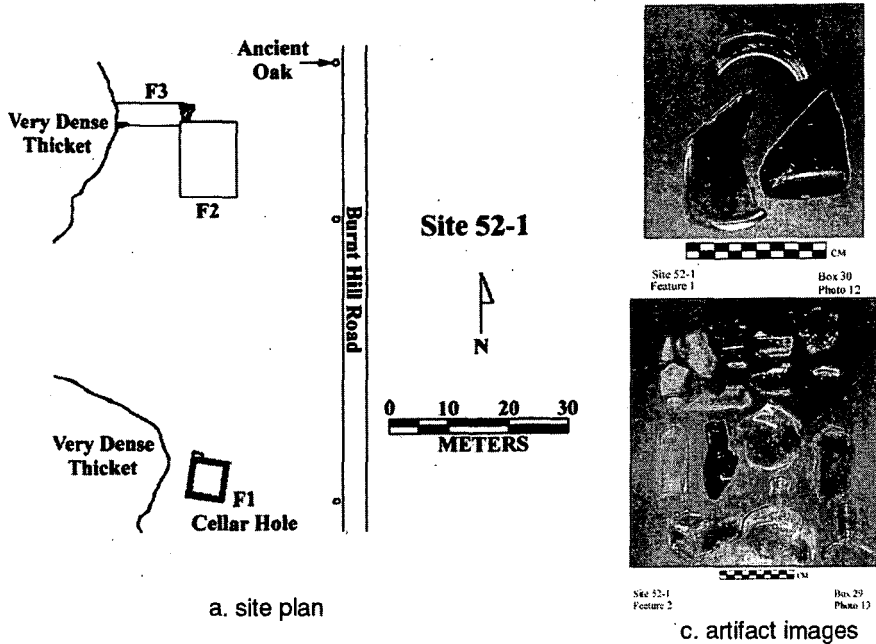 Ancient
Oak
F3
Very Dense
Thicket
F2
Burnt Hill Road
Site 52-1
N
0 10 20 30
METERS
Very Dense
Thicket
F1
Cellar Hole
a. site plan
CM
Site 52-1
Feature 1
Box 30
Photo 12
CM
Site 52-1
Feature 2
Box 29
Photo 13
c. artifact images